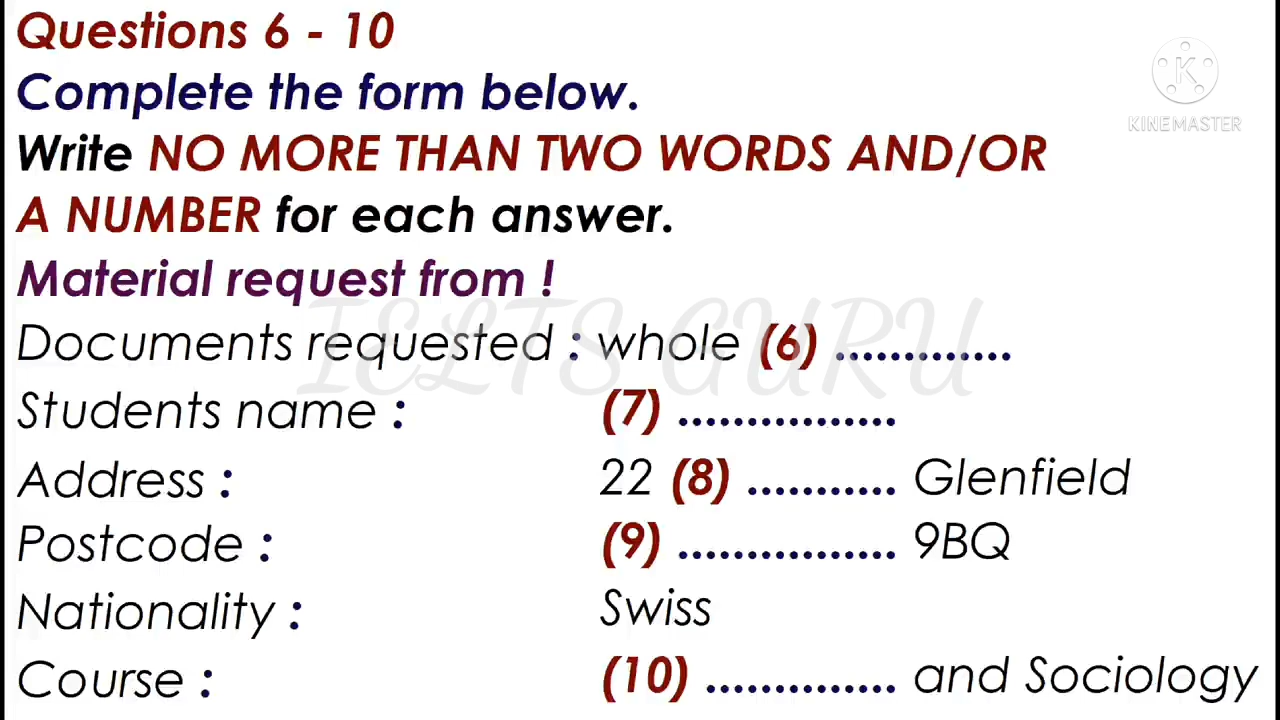 Questions 6 - 10
KINEMASTER
Complete the form below.
Write NO MORE THAN TWO WORDS AND/OR
A NUMBER for each answer.
Material request from !
IELTS GURU
Documents requested : whole (6) .............
Students name : (7) ................
Address : 22 (8) ........... Glenfield
Postcode : (9) ................ 9BQ
Nationality : Swiss
Course : (10) .............. and Sociology